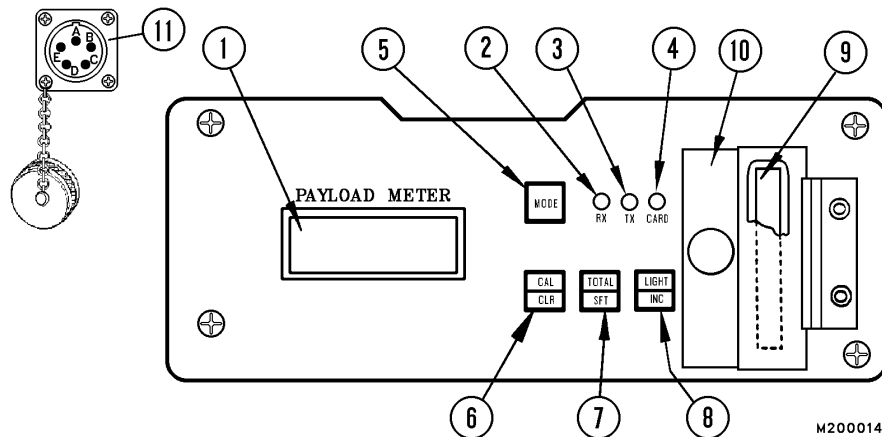 11
1
5
2
3
4
10
9
A
B
C
D
E
PAYLOAD METER
MODE
RX
TX
CARD
CAL
CLR
TOTAL
SFT
LIGHT
INC
6
7
8
M200014